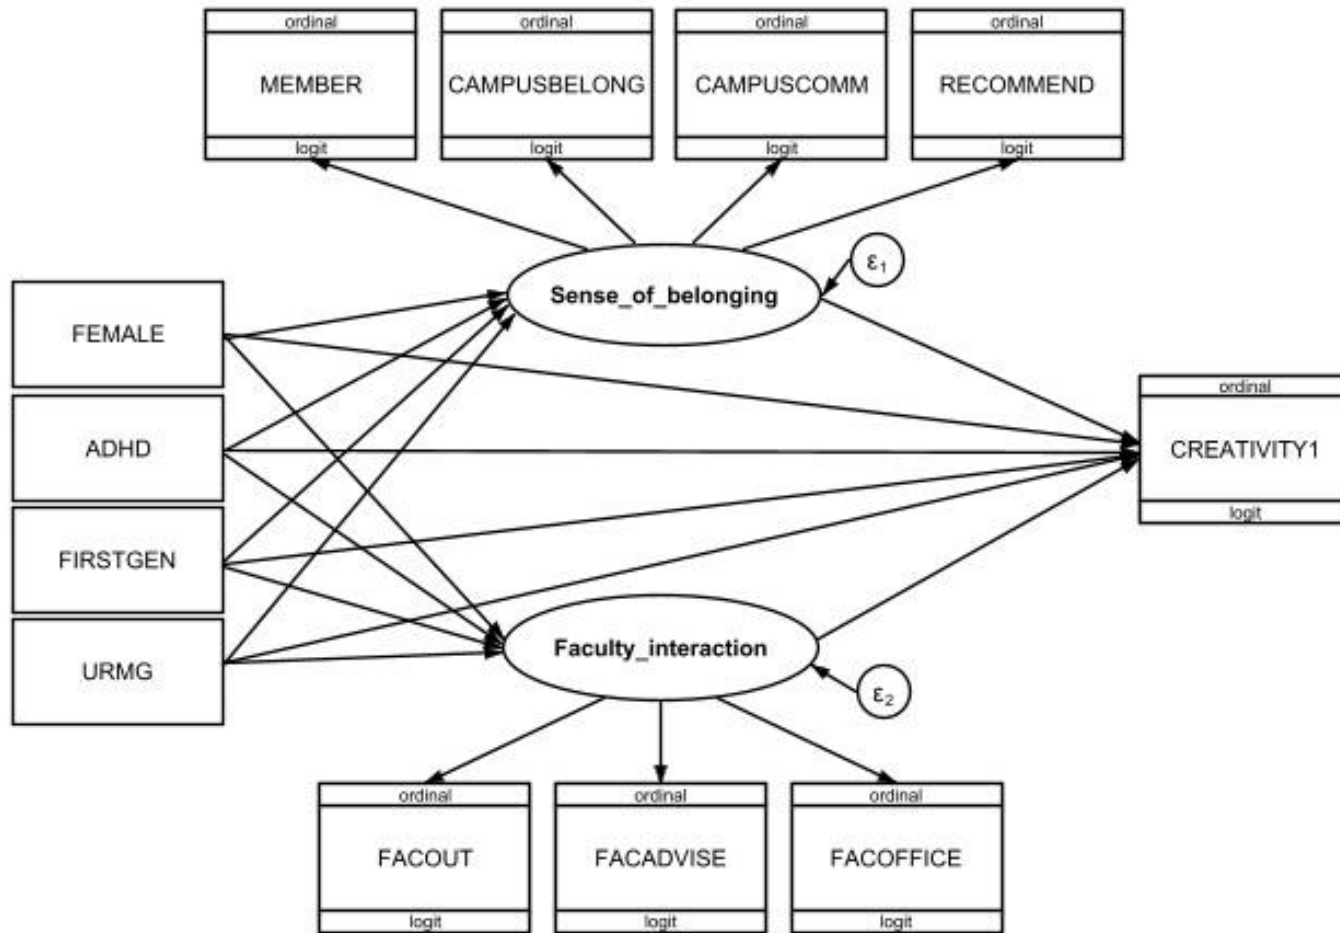 ordinal ordinal ordinal ordinal
MEMBER CAMPUSBELONG CAMPUSCOMM RECOMMEND
logit logit logit logit
Sense_of_belonging ε₁
FEMALE
ordinal
ADHD CREATIVITY1
logit
FIRSTGEN
Faculty_interaction
URMG
ε₂
ordinal ordinal ordinal
FACOUT FACADVISE FACOFFICE
logit logit logit